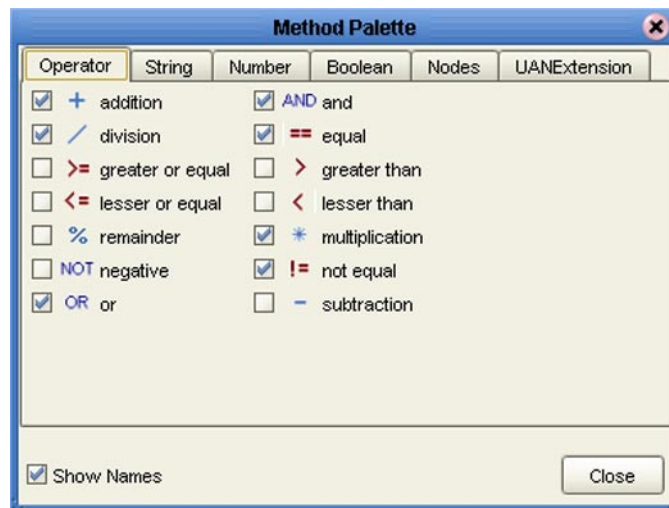 Method Palette
Operator String Number Boolean Nodes UANExtension
+ addition AND and
/ division == equal
>= greater or equal > greater than
<= lesser or equal < lesser than
% remainder * multiplication
NOT negative != not equal
OR or - subtraction
Show Names Close